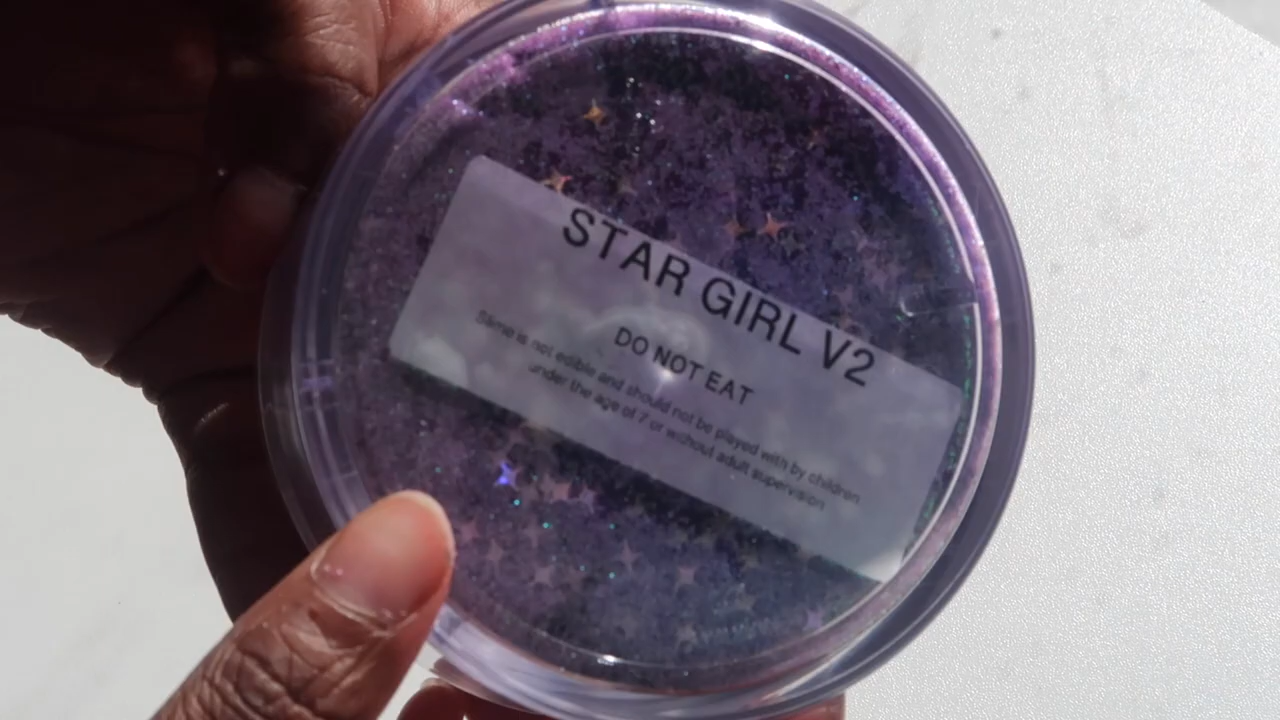 STAR GIRL V2
DO NOT EAT
Slime is not edible and should not be played with by children
under the age of 7 or without adult supervision